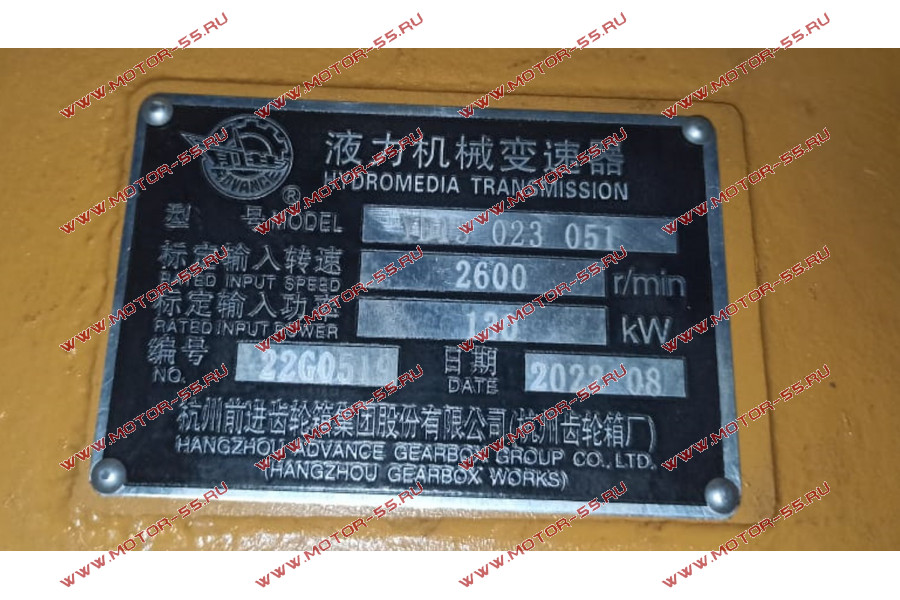 液力机械变速器
HYDROMEDIA TRANSMISSION
ADVANCE ®
型 号 MODEL 023 051
标定输入转速 2600 r/min
RATED INPUT SPEED
标定输入功率 kW
RATED INPUT POWER
编号 日期
NO. DATE
杭州前进齿轮箱集团股份有限公司(杭州齿轮箱厂)
HANGZHOU ADVANCE GEARBOX GROUP CO., LTD.
(HANGZHOU GEARBOX WORKS)
WWW.MOTOR-55.RU